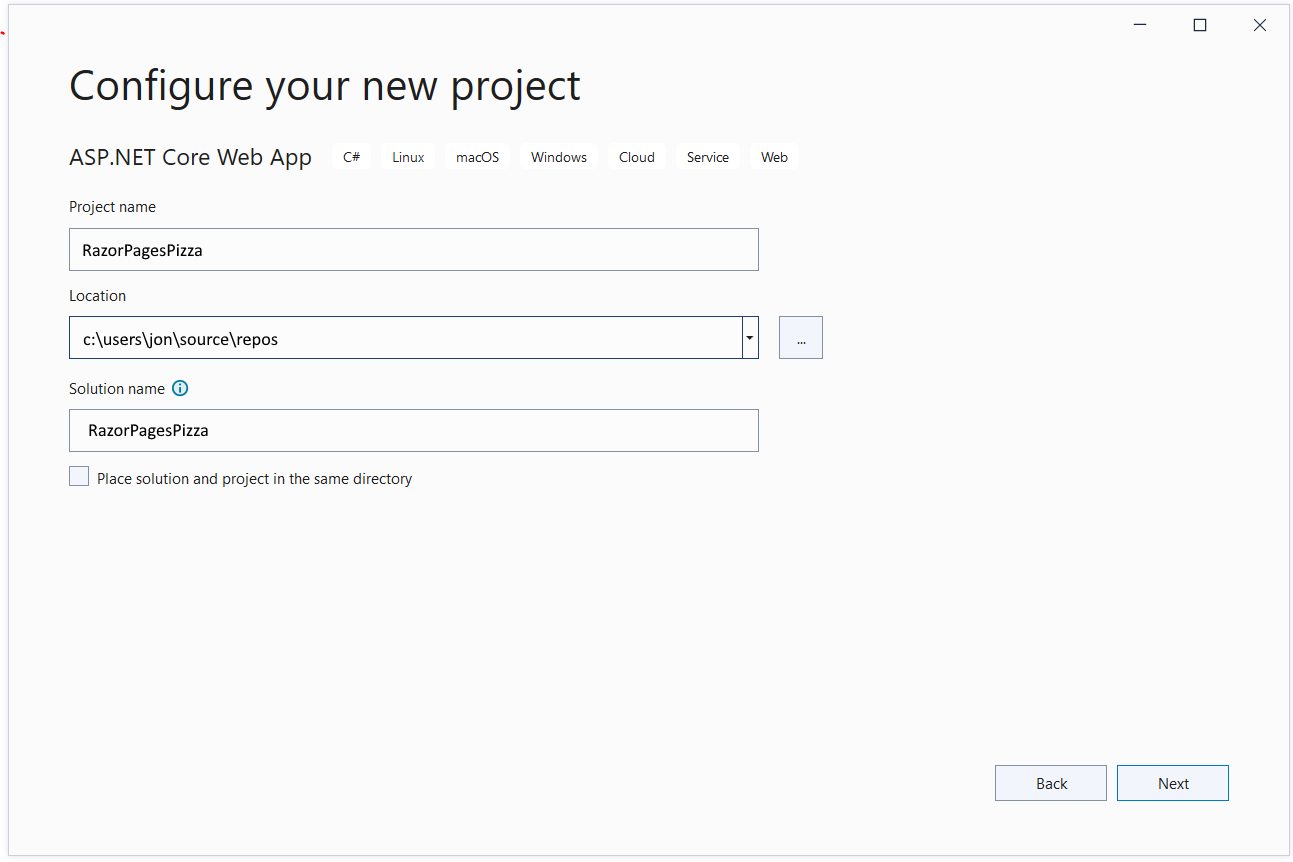 Configure your new project
ASP.NET Core Web App C# Linux macOS Windows Cloud Service Web
Project name
RazorPagesPizza
Location
c:\users\jon\source\repos
...
Solution name
RazorPagesPizza
Place solution and project in the same directory
Back Next